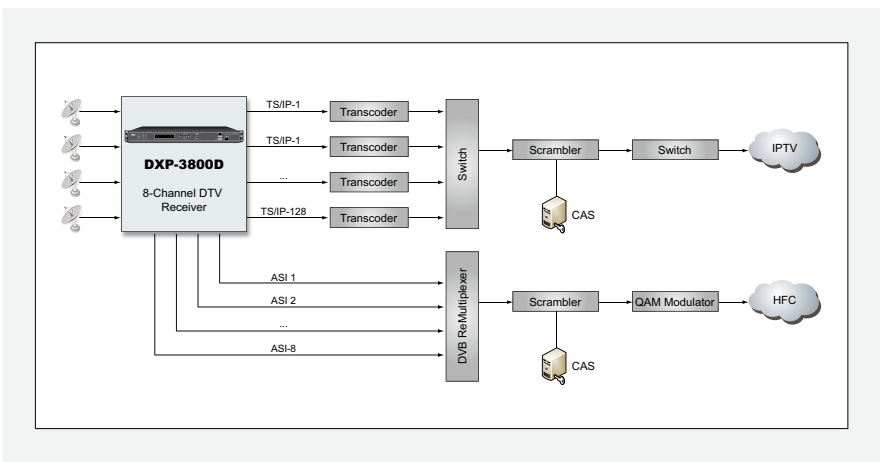 TS/IP-1
Transcoder
TS/IP-1
Transcoder
...
Transcoder
TS/IP-128
Transcoder
DXP-3800D
8-Channel DTV
Receiver
Switch
Scrambler
Switch
IPTV
CAS
ASI 1
ASI 2
...
ASI-8
DVB ReMultiplexer
Scrambler
QAM Modulator
HFC
CAS